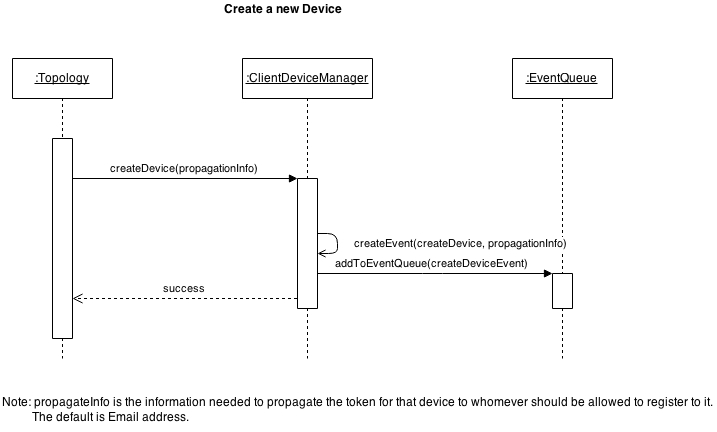 Create a new Device
:Topology
:ClientDeviceManager
:EventQueue
createDevice(propagationInfo)
createEvent(createDevice, propagationInfo)
addToEventQueue(createDeviceEvent)
success
Note: propagateInfo is the information needed to propagate the token for that device to whomever should be allowed to register to it.
The default is Email address.